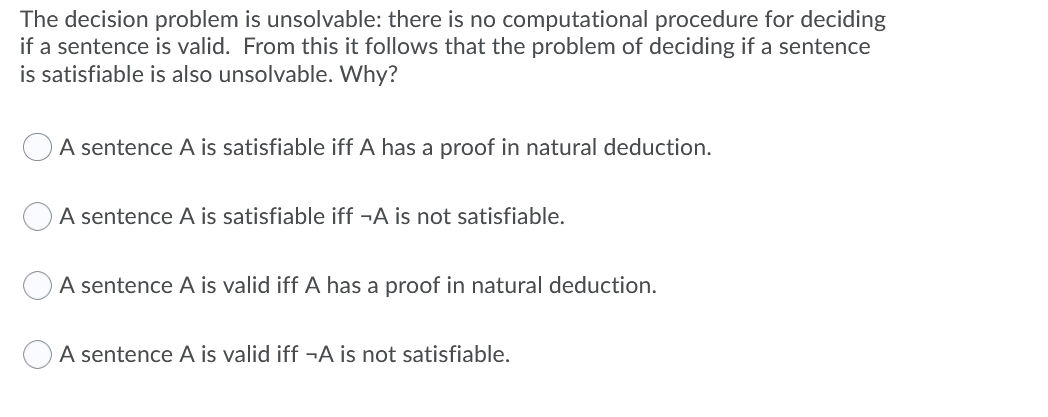 The decision problem is unsolvable: there is no computational procedure for deciding
if a sentence is valid.  From this it follows that the problem of deciding if a sentence
is satisfiable is also unsolvable. Why?
A sentence A is satisfiable iff A has a proof in natural deduction.
A sentence A is satisfiable iff ¬A is not satisfiable.
A sentence A is valid iff A has a proof in natural deduction.
A sentence A is valid iff ¬A is not satisfiable.